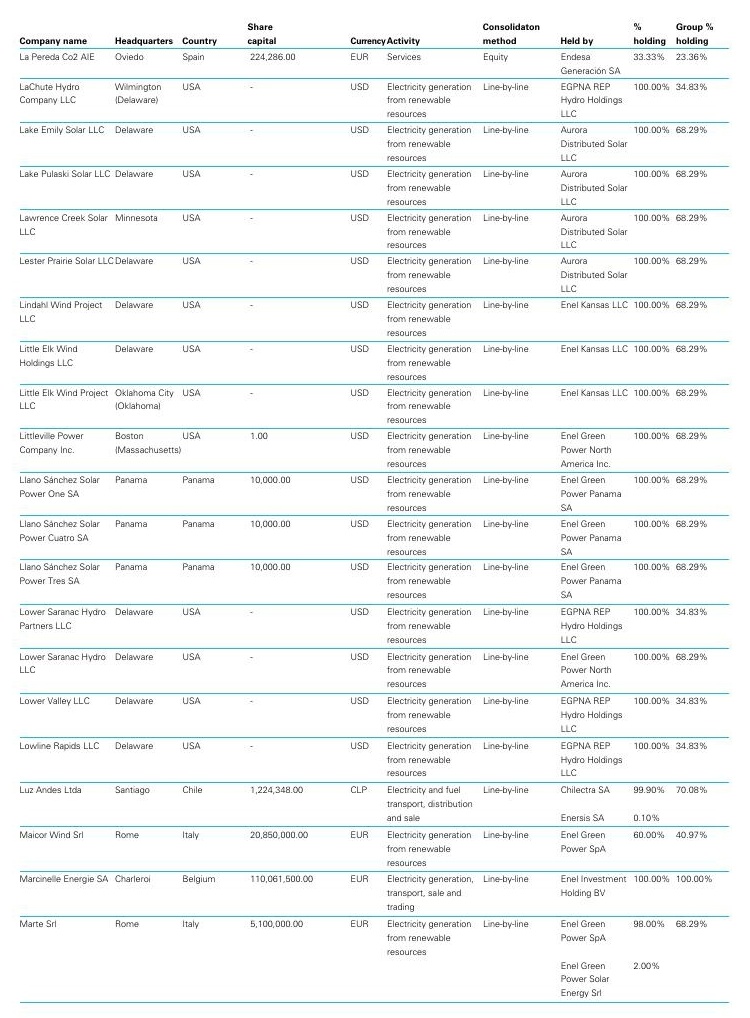 Share Consolidaton % Group %
Company name Headquarters Country capital Currency Activity method Held by holding holding
La Pereda Co2 AIE Oviedo Spain 224,286.00 EUR Services Equity Endesa 33.33% 23.36%
Generación SA
LaChute Hydro Wilmington USA - USD Electricity generation Line-by-line EGPNA REP 100.00% 34.83%
Company LLC (Delaware) from renewable Hydro Holdings
resources LLC
Lake Emily Solar LLC Delaware USA - USD Electricity generation Line-by-line Aurora 100.00% 68.29%
from renewable Distributed Solar
resources LLC
Lake Pulaski Solar LLC Delaware USA - USD Electricity generation Line-by-line Aurora 100.00% 68.29%
from renewable Distributed Solar
resources LLC
Lawrence Creek Solar Minnesota USA - USD Electricity generation Line-by-line Aurora 100.00% 68.29%
LLC from renewable Distributed Solar
resources LLC
Lester Prairie Solar LLC Delaware USA - USD Electricity generation Line-by-line Aurora 100.00% 68.29%
from renewable Distributed Solar
resources LLC
Lindahl Wind Project Delaware USA - USD Electricity generation Line-by-line Enel Kansas LLC 100.00% 68.29%
LLC from renewable
resources
Little Elk Wind Delaware USA - USD Electricity generation Line-by-line Enel Kansas LLC 100.00% 68.29%
Holdings LLC from renewable
resources
Little Elk Wind Project Oklahoma City USA - USD Electricity generation Line-by-line Enel Kansas LLC 100.00% 68.29%
LLC (Oklahoma) from renewable
resources
Littleville Power Boston USA 1.00 USD Electricity generation Line-by-line Enel Green 100.00% 68.29%
Company Inc. (Massachusetts) from renewable Power North
resources America Inc.
Llano Sánchez Solar Panama Panama 10,000.00 USD Electricity generation Line-by-line Enel Green 100.00% 68.29%
Power One SA from renewable Power Panama
resources SA
Llano Sánchez Solar Panama Panama 10,000.00 USD Electricity generation Line-by-line Enel Green 100.00% 68.29%
Power Cuatro SA from renewable Power Panama
resources SA
Llano Sánchez Solar Panama Panama 10,000.00 USD Electricity generation Line-by-line Enel Green 100.00% 68.29%
Power Tres SA from renewable Power Panama
resources SA
Lower Saranac Hydro Delaware USA - USD Electricity generation Line-by-line EGPNA REP 100.00% 34.83%
Partners LLC from renewable Hydro Holdings
resources LLC
Lower Saranac Hydro Delaware USA - USD Electricity generation Line-by-line Enel Green 100.00% 68.29%
LLC from renewable Power North
resources America Inc.
Lower Valley LLC Delaware USA - USD Electricity generation Line-by-line EGPNA REP 100.00% 34.83%
from renewable Hydro Holdings
resources LLC
Lowline Rapids LLC Delaware USA - USD Electricity generation Line-by-line EGPNA REP 100.00% 34.83%
from renewable Hydro Holdings
resources LLC
Luz Andes Ltda Santiago Chile 1,224,348.00 CLP Electricity and fuel Line-by-line Chilectra SA 99.90% 70.08%
transport, distribution
and sale Enersis SA 0.10%
Maicor Wind Srl Rome Italy 20,850,000.00 EUR Electricity generation Line-by-line Enel Green 60.00% 40.97%
from renewable Power SpA
resources
Marcinelle Energie SA Charleroi Belgium 110,061,500.00 EUR Electricity generation, Line-by-line Enel Investment 100.00% 100.00%
transport, sale and Holding BV
trading
Marte Srl Rome Italy 5,100,000.00 EUR Electricity generation Line-by-line Enel Green 98.00% 68.29%
from renewable Power SpA
resources
Enel Green 2.00%
Power Solar
Energy Srl